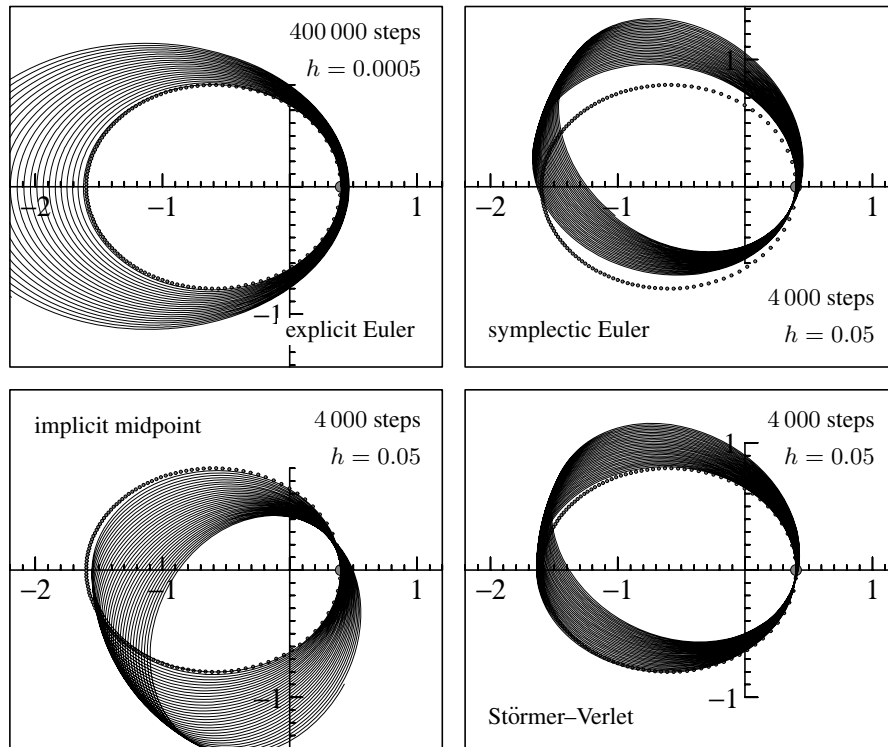 400 000 steps
h = 0.0005
−2 −1 1
−1
explicit Euler
1
−2 −1 1
4 000 steps
symplectic Euler
h = 0.05
implicit midpoint
4 000 steps
h = 0.05
−2 −1 1
−1
4 000 steps
1
h = 0.05
−2 −1 1
−1
Störmer–Verlet